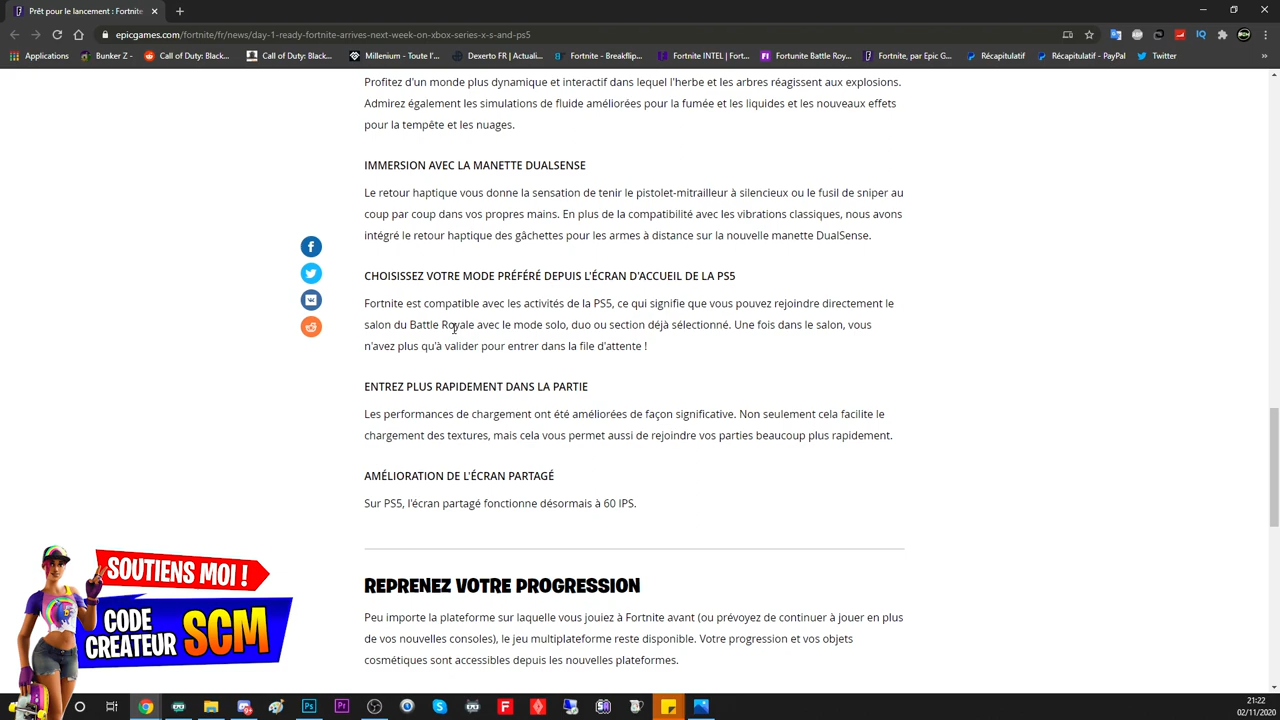 Prêt pour le lancement : Fortnite
epicgames.com/fortnite/fr/news/day-1-ready-fortnite-arrives-next-week-on-xbox-series-x-s-and-ps5
Applications Bunker Z - Call of Duty: Black... Call of Duty: Black... Millenium - Toute l'i... Dexerto FR | Actuali... Fortnite - Breakflip... Fortnite INTEL | Fort... Fortunite Battle Roy... Fortnite, par Epic G... Récapitulatif Récapitulatif - PayPal Twitter »
Profitez d'un monde plus dynamique et interactif dans lequel l'herbe et les arbres réagissent aux explosions.
Admirez également les simulations de fluide améliorées pour la fumée et les liquides et les nouveaux effets
pour la tempête et les nuages.
IMMERSION AVEC LA MANETTE DUALSENSE
Le retour haptique vous donne la sensation de tenir le pistolet-mitrailleur à silencieux ou le fusil de sniper au
coup par coup dans vos propres mains. En plus de la compatibilité avec les vibrations classiques, nous avons
intégré le retour haptique des gâchettes pour les armes à distance sur la nouvelle manette DualSense.
CHOISISSEZ VOTRE MODE PRÉFÉRÉ DEPUIS L'ÉCRAN D'ACCUEIL DE LA PS5
Fortnite est compatible avec les activités de la PS5, ce qui signifie que vous pouvez rejoindre directement le
salon du Battle Royale avec le mode solo, duo ou section déjà sélectionné. Une fois dans le salon, vous
n'avez plus qu'à valider pour entrer dans la file d'attente !
ENTREZ PLUS RAPIDEMENT DANS LA PARTIE
Les performances de chargement ont été améliorées de façon significative. Non seulement cela facilite le
chargement des textures, mais cela vous permet aussi de rejoindre vos parties beaucoup plus rapidement.
AMÉLIORATION DE L'ÉCRAN PARTAGÉ
Sur PS5, l'écran partagé fonctionne désormais à 60 IPS.
REPRENEZ VOTRE PROGRESSION
Peu importe la plateforme sur laquelle vous jouiez à Fortnite avant (ou prévoyez de continuer à jouer en plus
de vos nouvelles consoles), le jeu multiplateforme reste disponible. Votre progression et vos objets
cosmétiques sont accessibles depuis les nouvelles plateformes.
SOUTIENS MOI !
CODE
CREATEUR SCM
21:22
02/11/2020